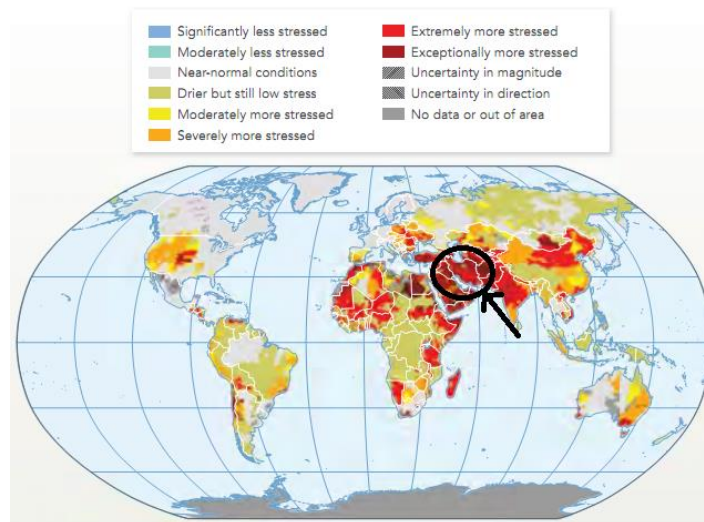 Significantly less stressed
Moderately less stressed
Near-normal conditions
Drier but still low stress
Moderately more stressed
Severely more stressed
Extremely more stressed
Exceptionally more stressed
Uncertainty in magnitude
Uncertainty in direction
No data or out of area